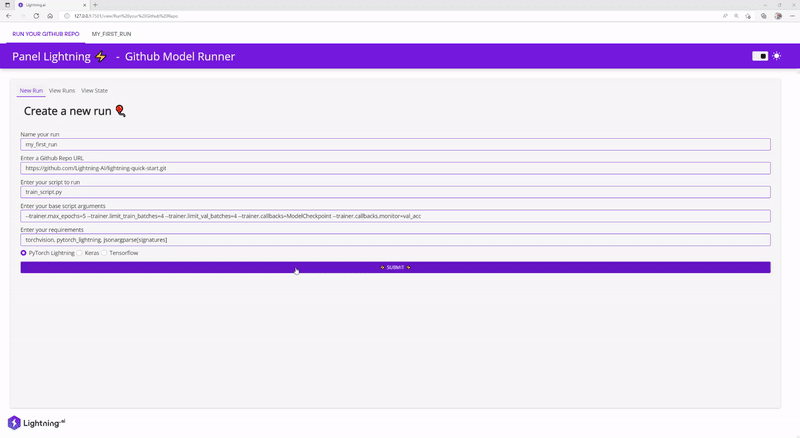 Lightning.ai
127.0.0.1:7501/view/Run%20your%20Github%20Repo
RUN YOUR GITHUB REPO MY_FIRST_RUN
Panel Lightning ⚡ - Github Model Runner
New Run View Runs View State
Create a new run
Name your run
my_first_run
Enter a Github Repo URL
https://github.com/Lightning-AI/lightning-quick-start.git
Enter your script to run
train_script.py
Enter your base script arguments
--trainer.max_epochs=5 --trainer.limit_train_batches=4 --trainer.limit_val_batches=4 --trainer.callbacks=ModelCheckpoint --trainer.callbacks.monitor=val_acc
Enter your requirements
torchvision, pytorch_lightning, jsonargparse[signatures]
PyTorch Lightning Keras Tensorflow
⚡ SUBMIT ⚡
Lightning.ai